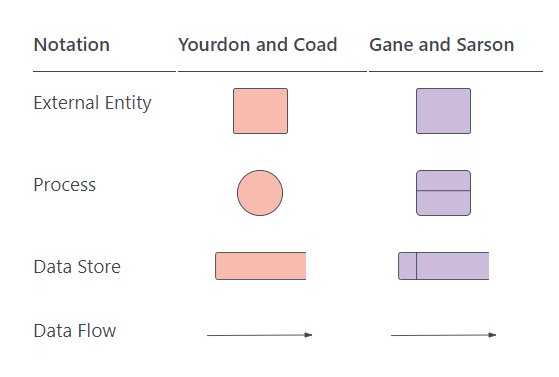 Notation Yourdon and Coad Gane and Sarson
External Entity
Process
Data Store
Data Flow